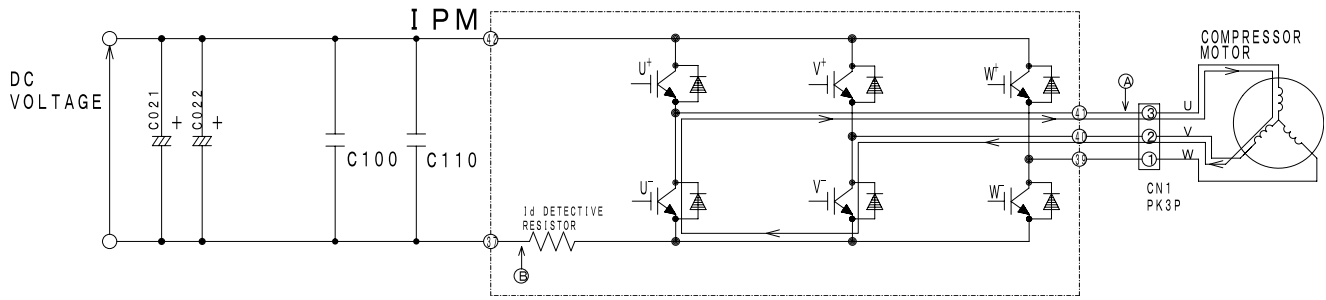 IPM
DC
VOLTAGE
C021
+
C022
+
C100
C110
42
37
Id DETECTIVE
RESISTOR
B
U+
V+
W+
U-
V-
W-
41
40
39
A
3
2
1
U
V
W
CN1
PK3P
COMPRESSOR
MOTOR